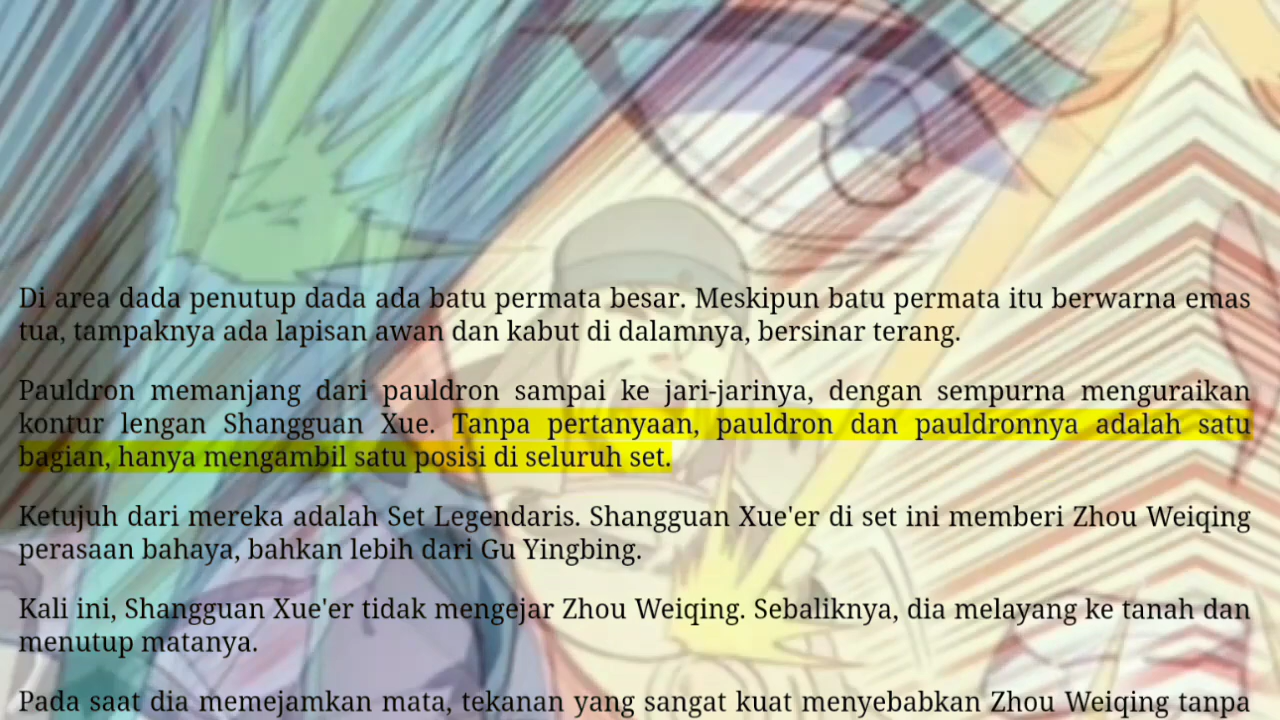 Di area dada penutup dada ada batu permata besar. Meskipun batu permata itu berwarna emas
tua, tampaknya ada lapisan awan dan kabut di dalamnya, bersinar terang.
Pauldron memanjang dari pauldron sampai ke jari-jarinya, dengan sempurna menguraikan
kontur lengan Shangguan Xue. Tanpa pertanyaan, pauldron dan pauldronnya adalah satu
bagian, hanya mengambil satu posisi di seluruh set.
Ketujuh dari mereka adalah Set Legendaris. Shangguan Xue'er di set ini memberi Zhou Weiqing
perasaan bahaya, bahkan lebih dari Gu Yingbing.
Kali ini, Shangguan Xue'er tidak mengejar Zhou Weiqing. Sebaliknya, dia melayang ke tanah dan
menutup matanya.
Pada saat dia memejamkan mata, tekanan yang sangat kuat menyebabkan Zhou Weiqing tanpa